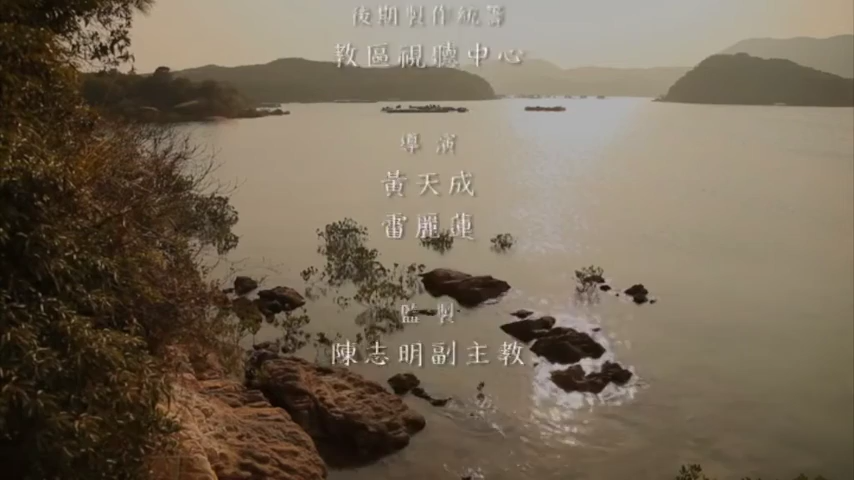 後期製作統籌
教區視聽中心
導演
黃天成
雷麗蓮
監製
陳志明副主教